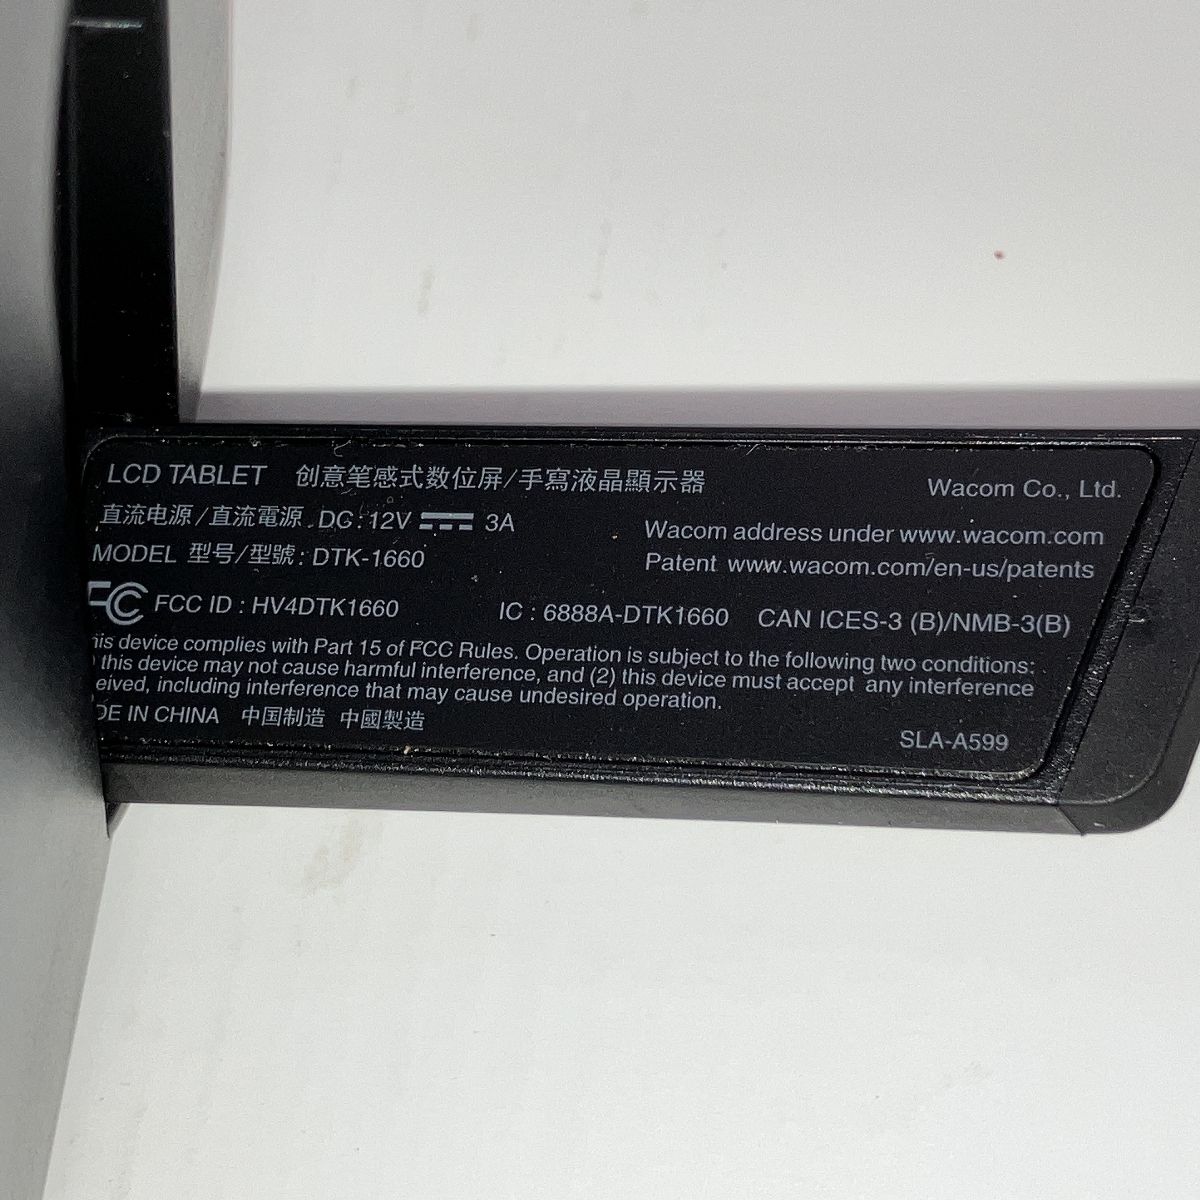 LCD TABLET 创意笔感式数位屏/手寫液晶顯示器
Wacom Co., Ltd.
直流电源/直流電源 DC: 12V ⎓ 3A
Wacom address under www.wacom.com
MODEL 型号/型號: DTK-1660
Patent www.wacom.com/en-us/patents
FC FCC ID : HV4DTK1660 IC : 6888A-DTK1660 CAN ICES-3 (B)/NMB-3(B)
his device complies with Part 15 of FCC Rules. Operation is subject to the following two conditions:
) this device may not cause harmful interference, and (2) this device must accept any interference
eived, including interference that may cause undesired operation.
DE IN CHINA 中国制造 中國製造
SLA-A599